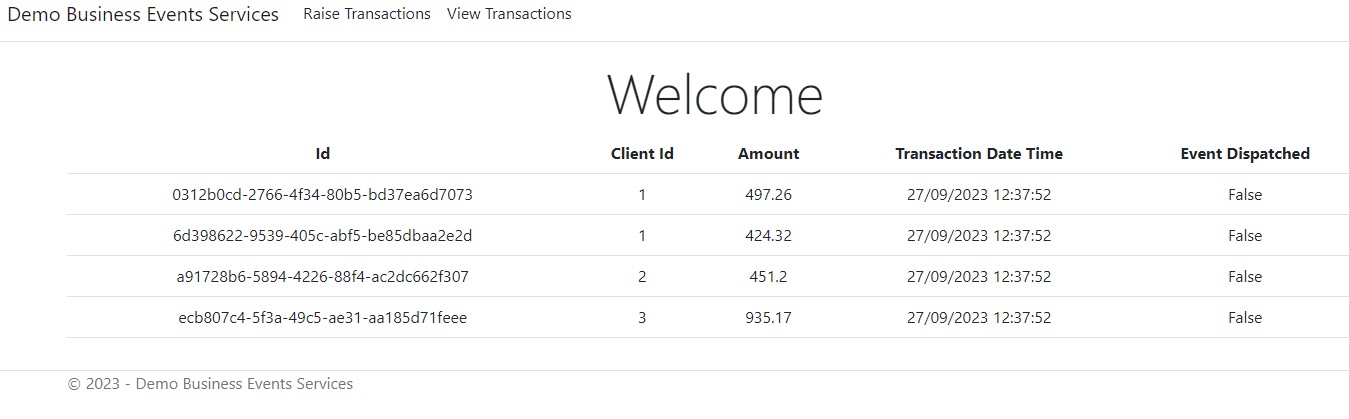 Demo Business Events Services Raise Transactions View Transactions
Welcome
Id Client Id Amount Transaction Date Time Event Dispatched
0312b0cd-2766-4f34-80b5-bd37ea6d7073 1 497.26 27/09/2023 12:37:52 False
6d398622-9539-405c-abf5-be85dbaa2e2d 1 424.32 27/09/2023 12:37:52 False
a91728b6-5894-4226-88f4-ac2dc662f307 2 451.2 27/09/2023 12:37:52 False
ecb807c4-5f3a-49c5-ae31-aa185d71feee 3 935.17 27/09/2023 12:37:52 False
© 2023 - Demo Business Events Services